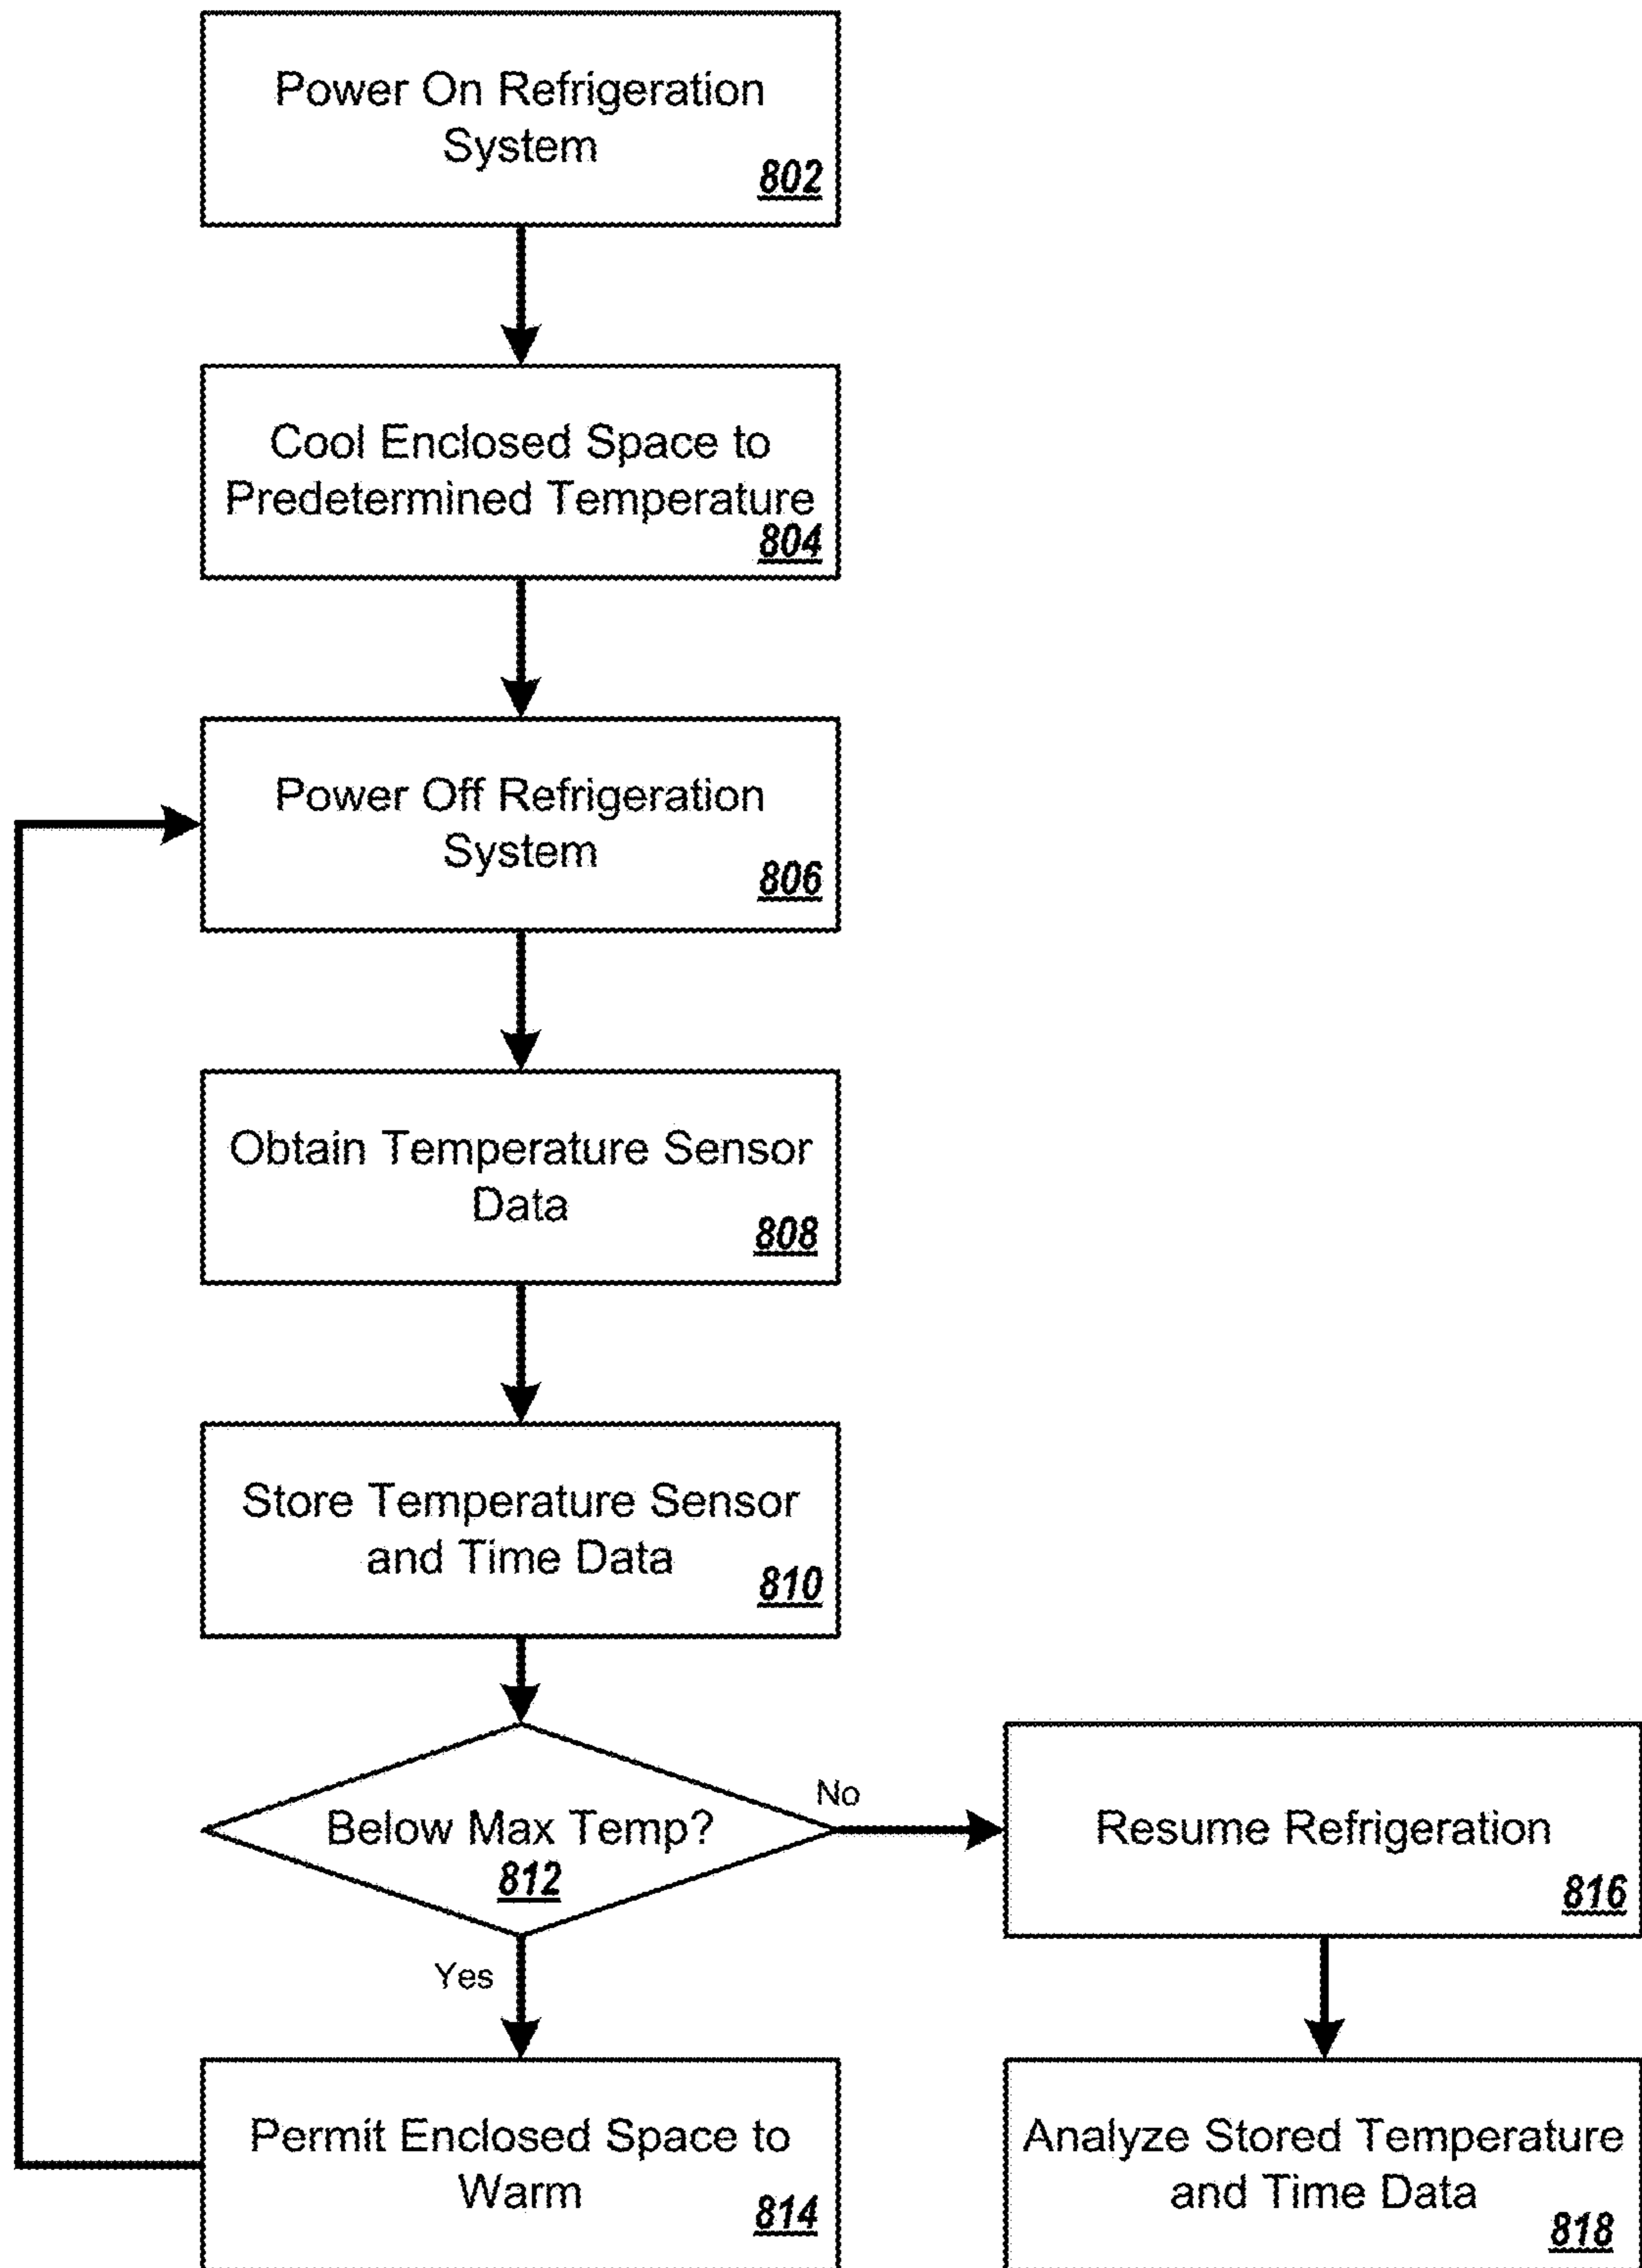 Power On Refrigeration
System
802
Cool Enclosed Space to
Predetermined Temperature
804
Power Off Refrigeration
System
806
Obtain Temperature Sensor
Data
808
Store Temperature Sensor
and Time Data
810
Below Max Temp?
812
No
Yes
Resume Refrigeration
816
Permit Enclosed Space to
Warm
814
Analyze Stored Temperature
and Time Data
818